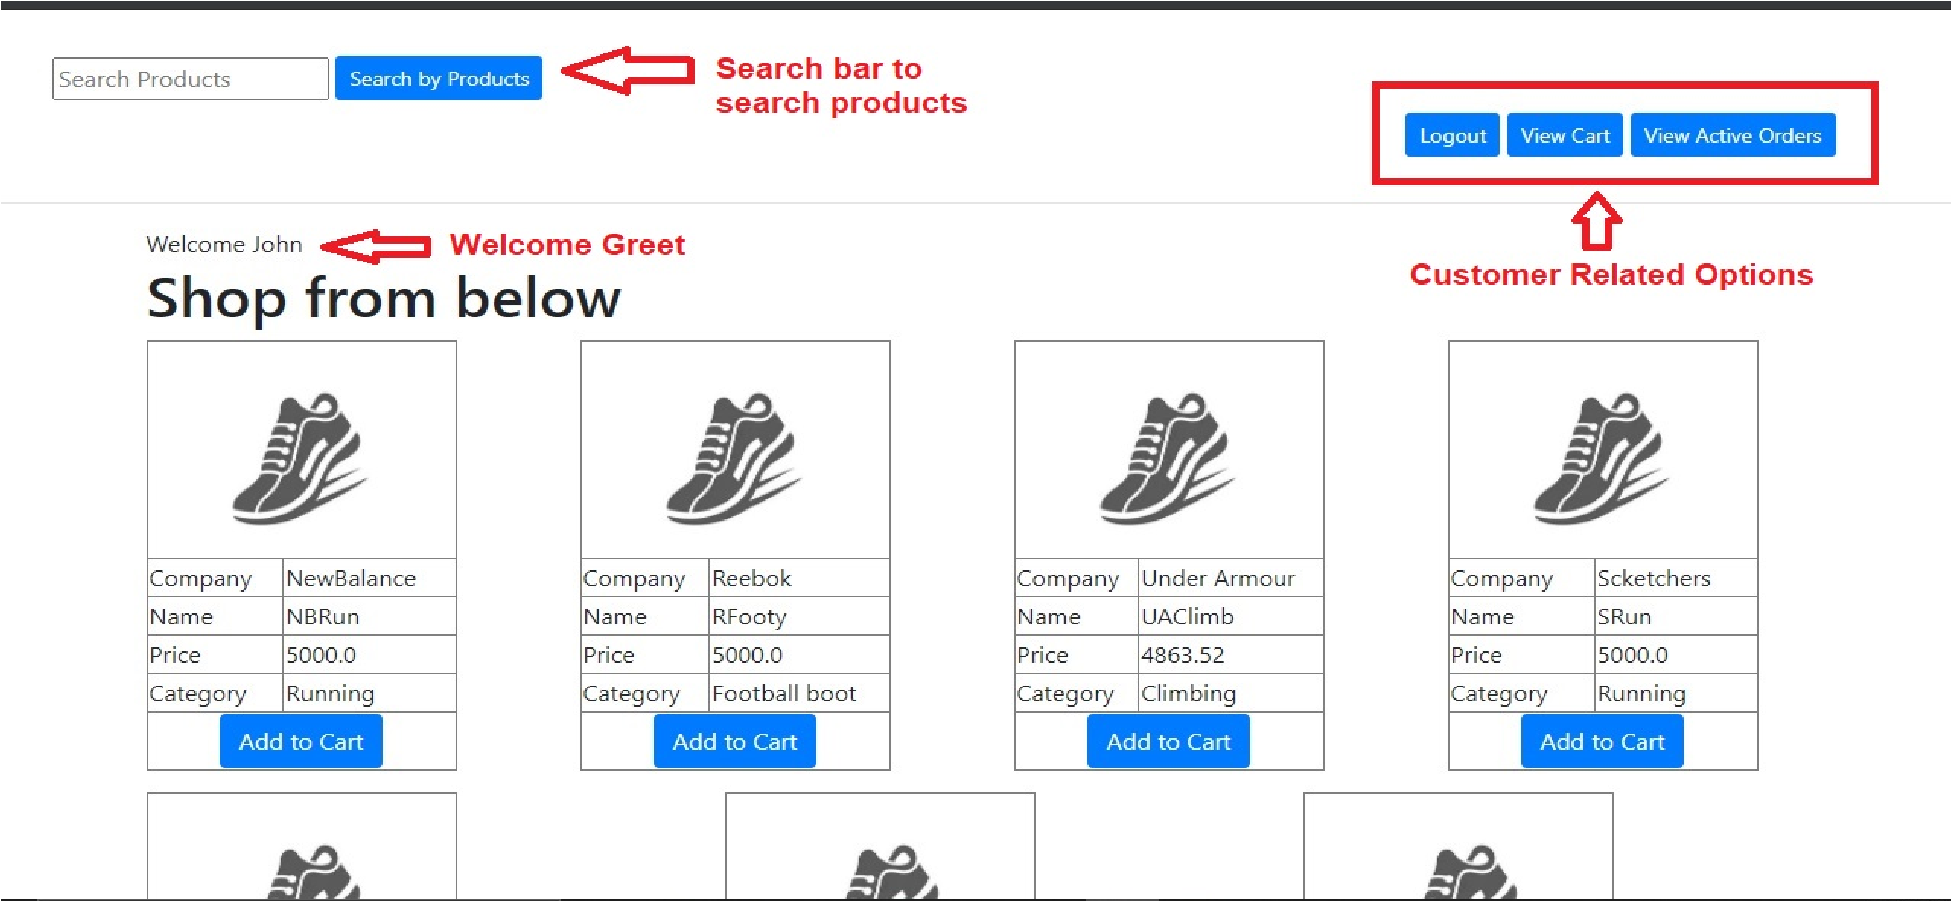 Search Products
Search by Products
Search bar to
search products
Logout
View Cart
View Active Orders
Welcome John
Welcome Greet
Customer Related Options
Shop from below
Company NewBalance
Name NBRun
Price 5000.0
Category Running
Add to Cart
Company Reebok
Name RFooty
Price 5000.0
Category Football boot
Add to Cart
Company Under Armour
Name UAClimb
Price 4863.52
Category Climbing
Add to Cart
Company Scketchers
Name SRun
Price 5000.0
Category Running
Add to Cart